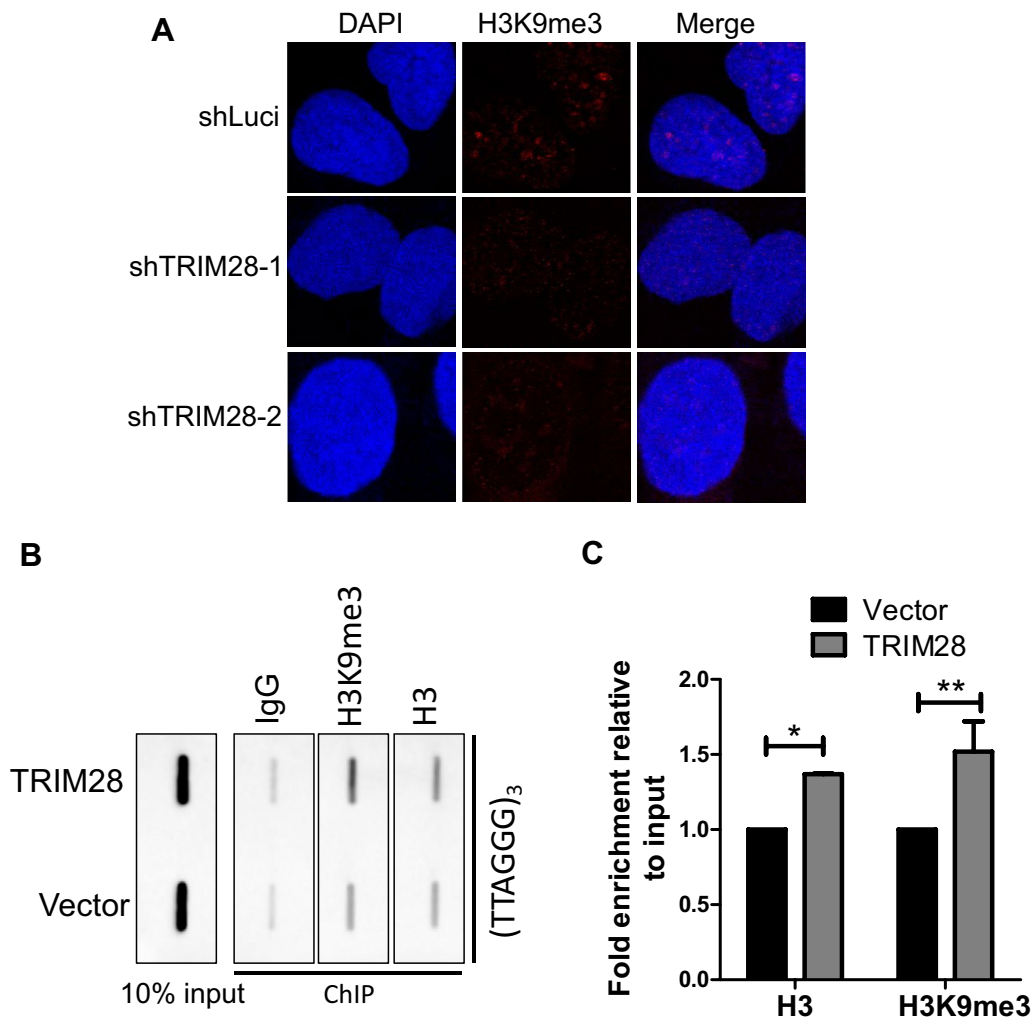 A
DAPI H3K9me3 Merge
shLuci
shTRIM28-1
shTRIM28-2
B
IgG
H3K9me3
H3
TRIM28
Vector
(TTAGGG)3
10% input
ChIP
C
Vector
TRIM28
Fold enrichment relative
to input
2.0
1.5
1.0
0.5
0.0
*
**
H3 H3K9me3